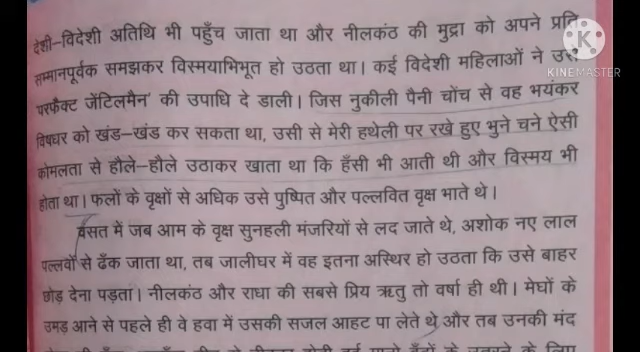 देशी–विदेशी अतिथि भी पहुँच जाता था और नीलकंठ की मुद्रा को अपने प्रति
सम्मानपूर्वक समझकर विस्मयाभिभूत हो उठता था। कई विदेशी महिलाओं ने उसे
'परफैक्ट जेंटिलमैन' की उपाधि दे डाली। जिस नुकीली पैनी चोंच से वह भयंकर
विषधर को खंड–खंड कर सकता था, उसी से मेरी हथेली पर रखे हुए भुने चने ऐसी
कोमलता से हौले–हौले उठाकर खाता था कि हँसी भी आती थी और विस्मय भी
होता था। फलों के वृक्षों से अधिक उसे पुष्पित और पल्लवित वृक्ष भाते थे।
वसंत में जब आम के वृक्ष सुनहली मंजरियों से लद जाते थे, अशोक नए लाल
पल्लवों से ढँक जाता था, तब जालीघर में वह इतना अस्थिर हो उठता कि उसे बाहर
छोड़ देना पड़ता। नीलकंठ और राधा की सबसे प्रिय ऋतु तो वर्षा ही थी। मेघों के
उमड़ आने से पहले ही वे हवा में उसकी सजल आहट पा लेते थे और तब उनकी मंद
KINEMASTER